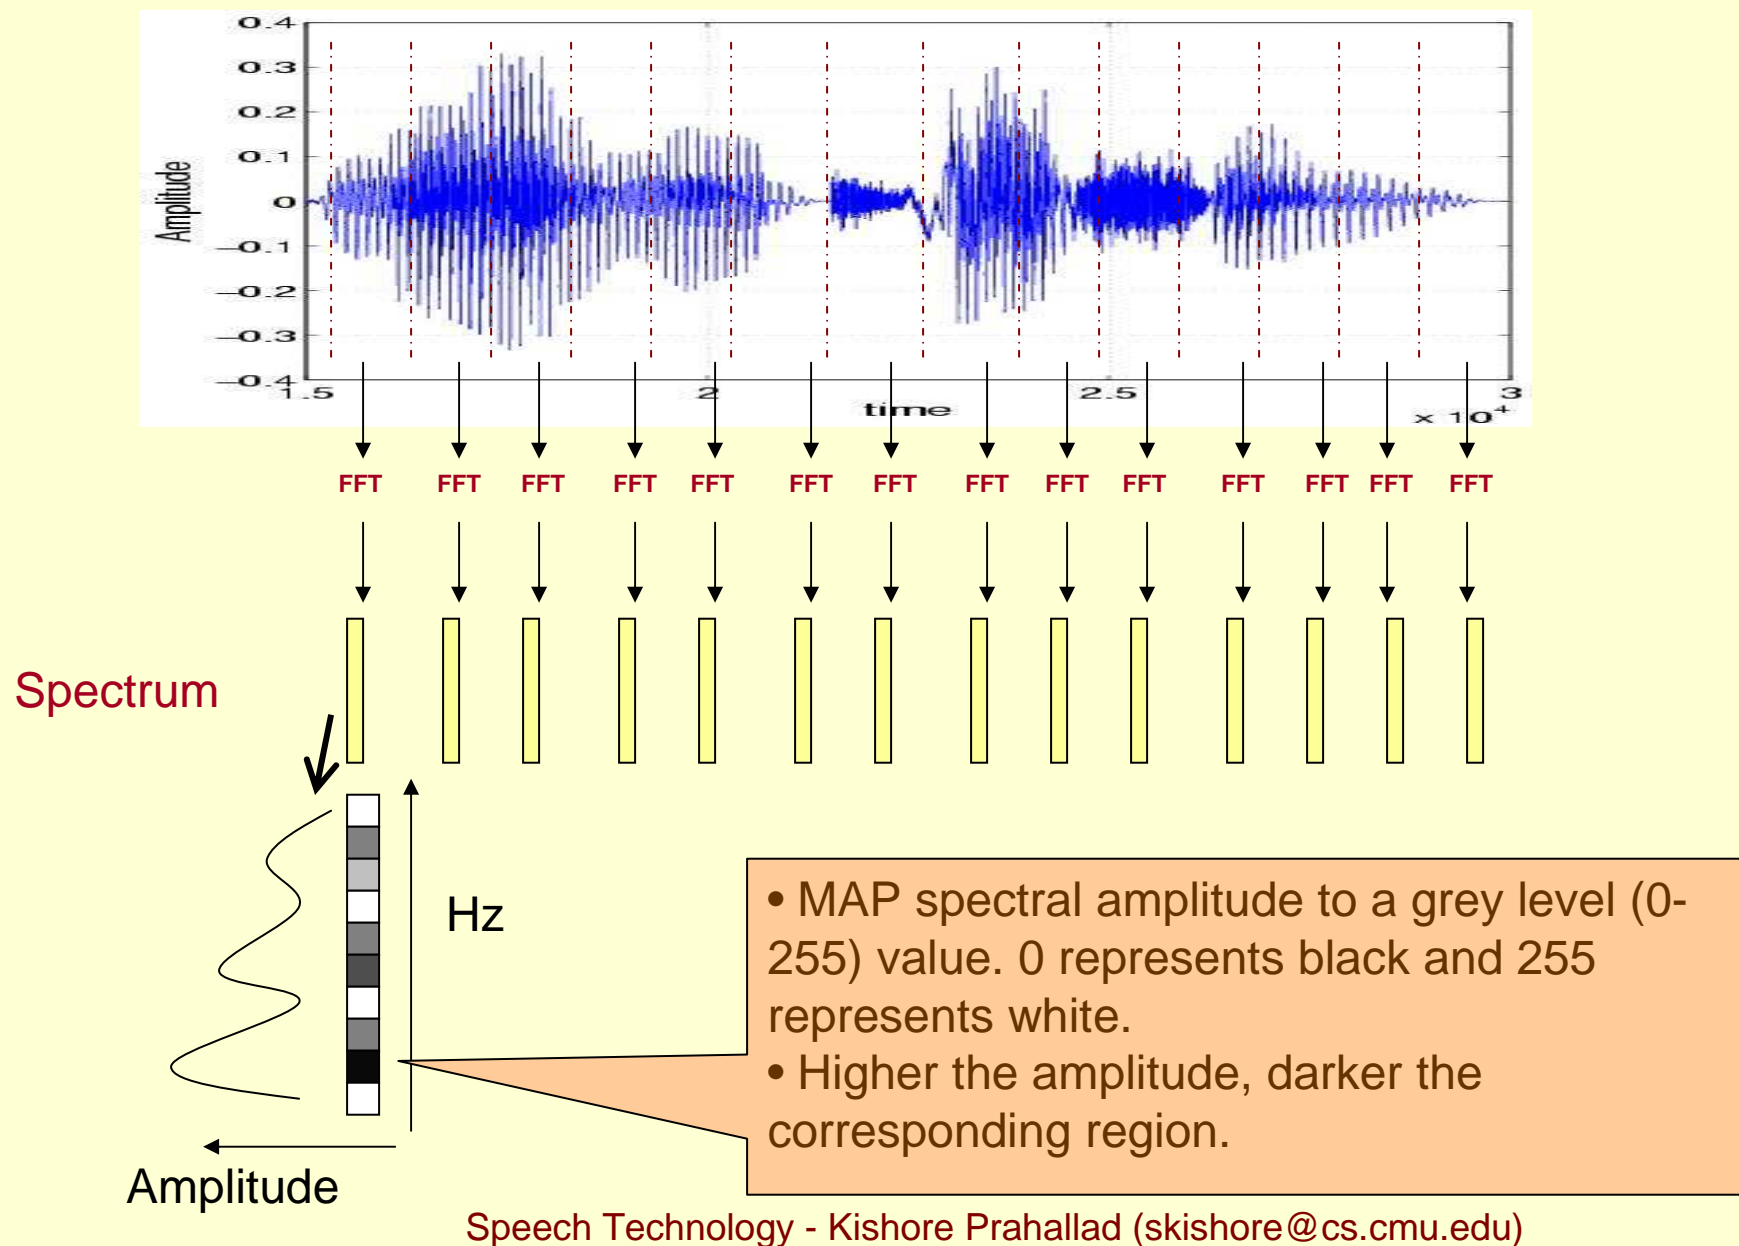 0.4
0.3
0.2
0.1
0
−0.1
−0.2
−0.3
−0.4
Amplitude
1.5 2 2.5 3
time
x 10⁴
FFT FFT FFT FFT FFT FFT FFT FFT FFT FFT FFT FFT FFT FFT
Spectrum
Hz
Amplitude
• MAP spectral amplitude to a grey level (0-
255) value. 0 represents black and 255
represents white.
• Higher the amplitude, darker the
corresponding region.
Speech Technology - Kishore Prahallad (skishore@cs.cmu.edu)